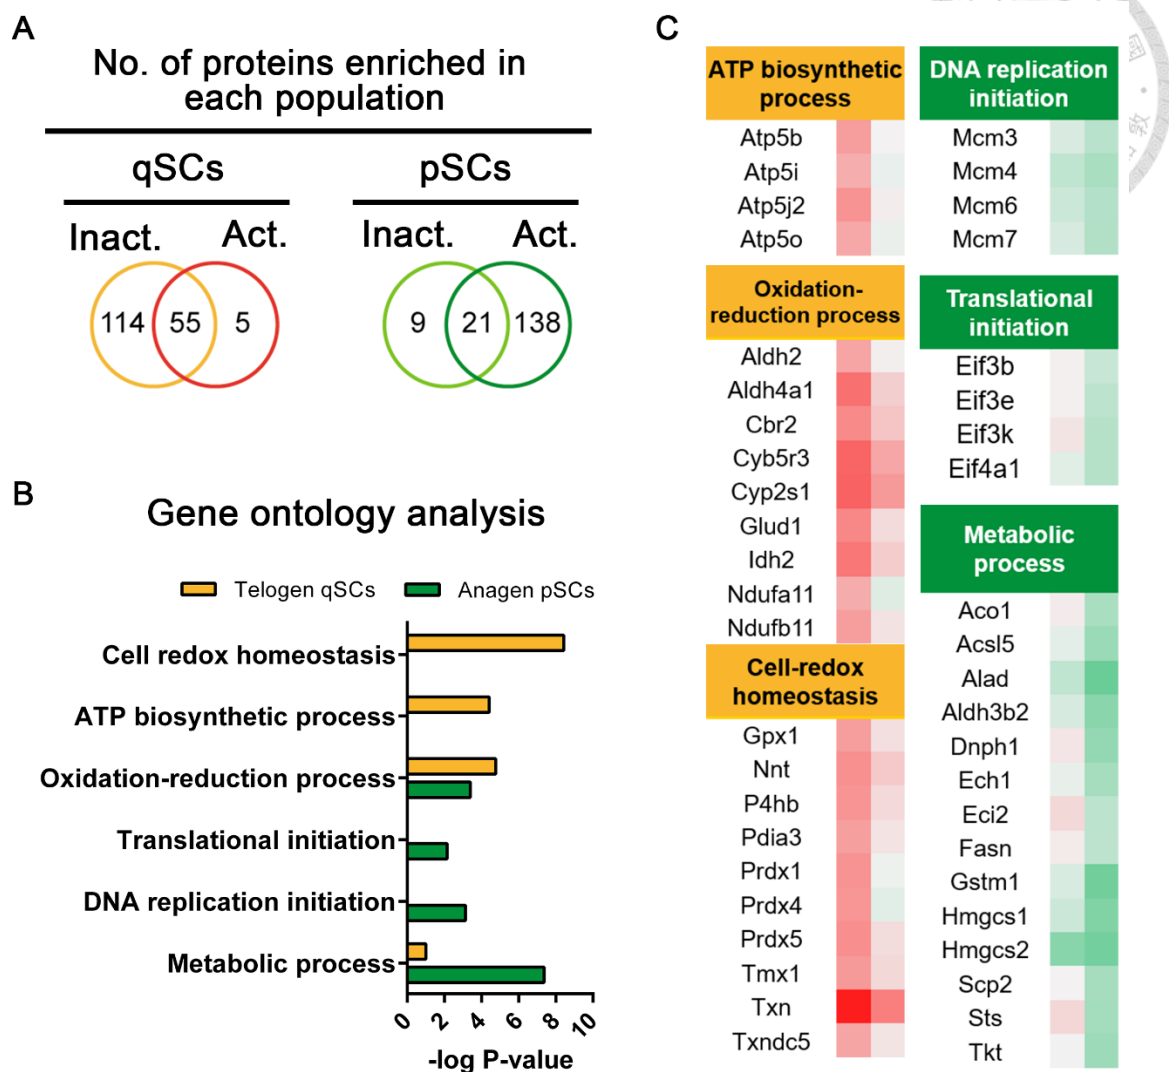 A
No. of proteins enriched in
each population
qSCs
pSCs
Inact.
Act.
Inact.
Act.
114
55
5
9
21
138
B
Gene ontology analysis
Telogen qSCs
Anagen pSCs
Cell redox homeostasis
ATP biosynthetic process
Oxidation-reduction process
Translational initiation
DNA replication initiation
Metabolic process
0
2
4
6
8
10
-log P-value
C
ATP biosynthetic
process
Atp5b
Atp5i
Atp5j2
Atp5o
Oxidation-
reduction process
Aldh2
Aldh4a1
Cbr2
Cyb5r3
Cyp2s1
Glud1
Idh2
Ndufa11
Ndufb11
Cell-redox
homeostasis
Gpx1
Nnt
P4hb
Pdia3
Prdx1
Prdx4
Prdx5
Tmx1
Txn
Txndc5
DNA replication
initiation
Mcm3
Mcm4
Mcm6
Mcm7
Translational
initiation
Eif3b
Eif3e
Eif3k
Eif4a1
Metabolic
process
Aco1
Acsl5
Alad
Aldh3b2
Dnph1
Ech1
Eci2
Fasn
Gstm1
Hmgcs1
Hmgcs2
Scp2
Sts
Tkt